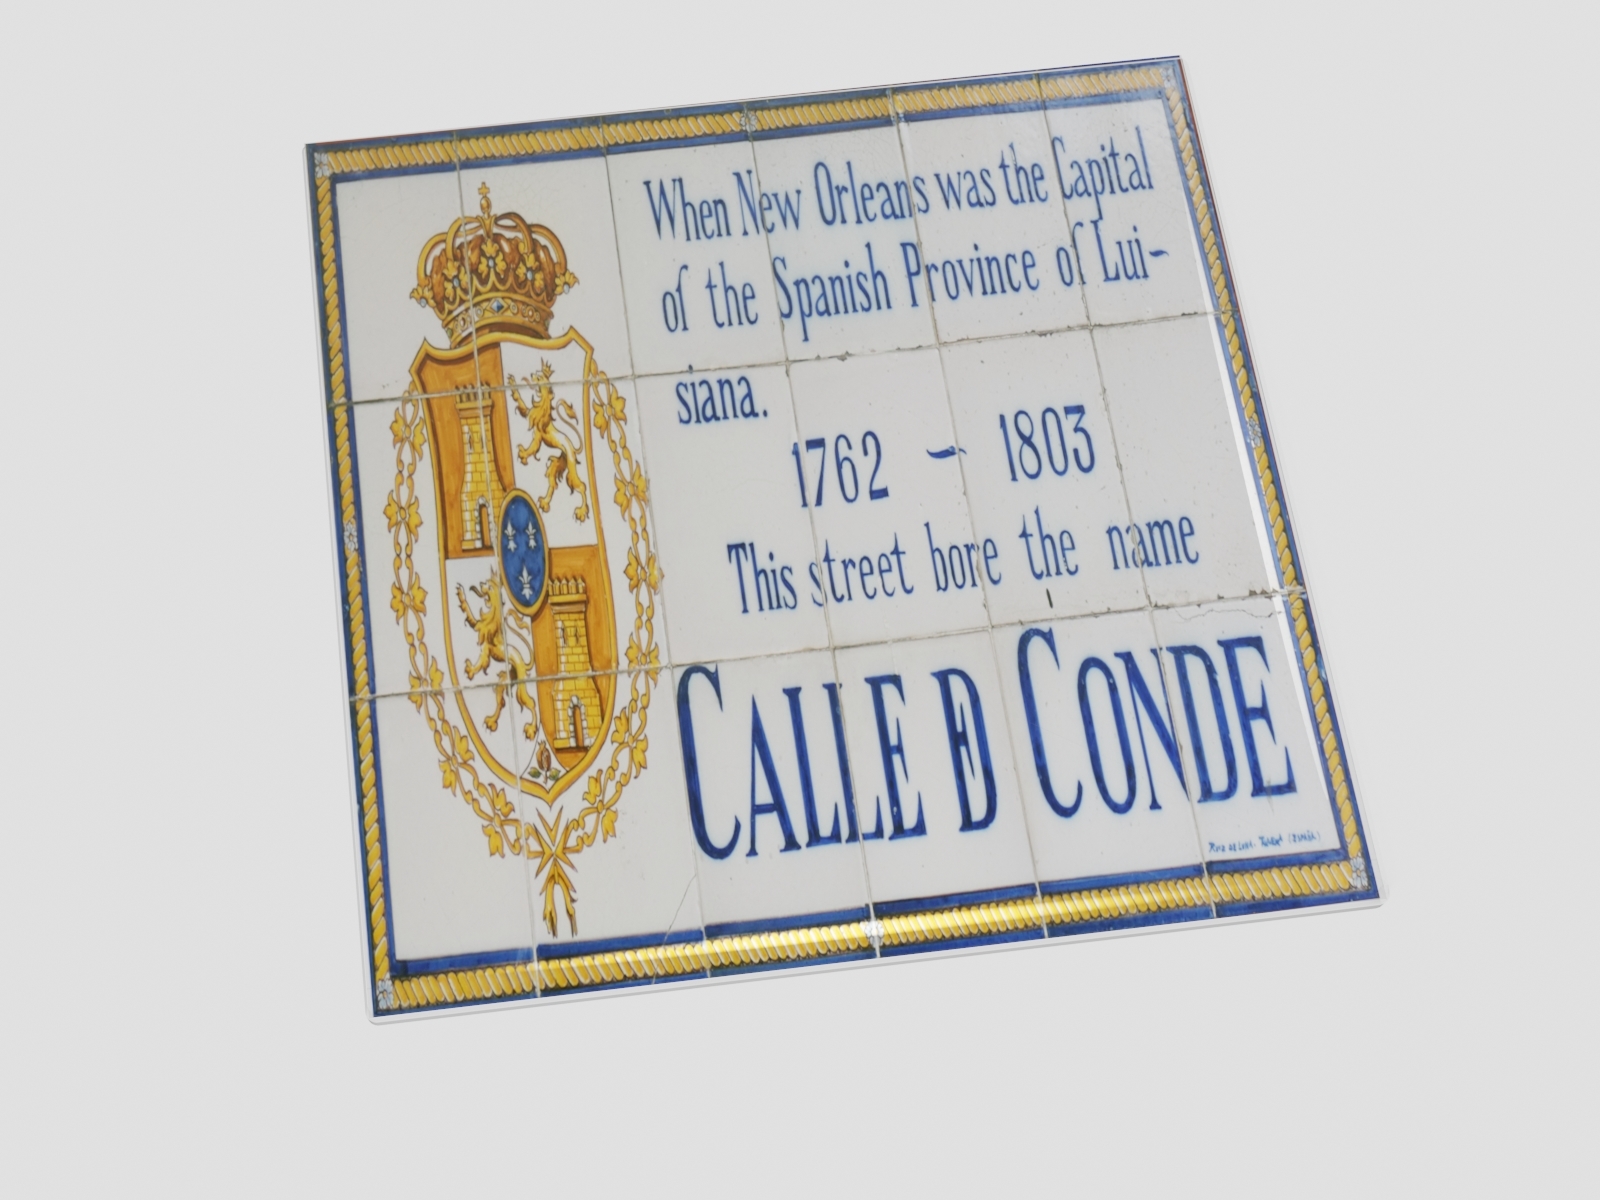 When New Orleans was the Capital
of the Spanish Province of Lui~
siana.
1762 ~ 1803
This street bore the name
CALLE D CONDE